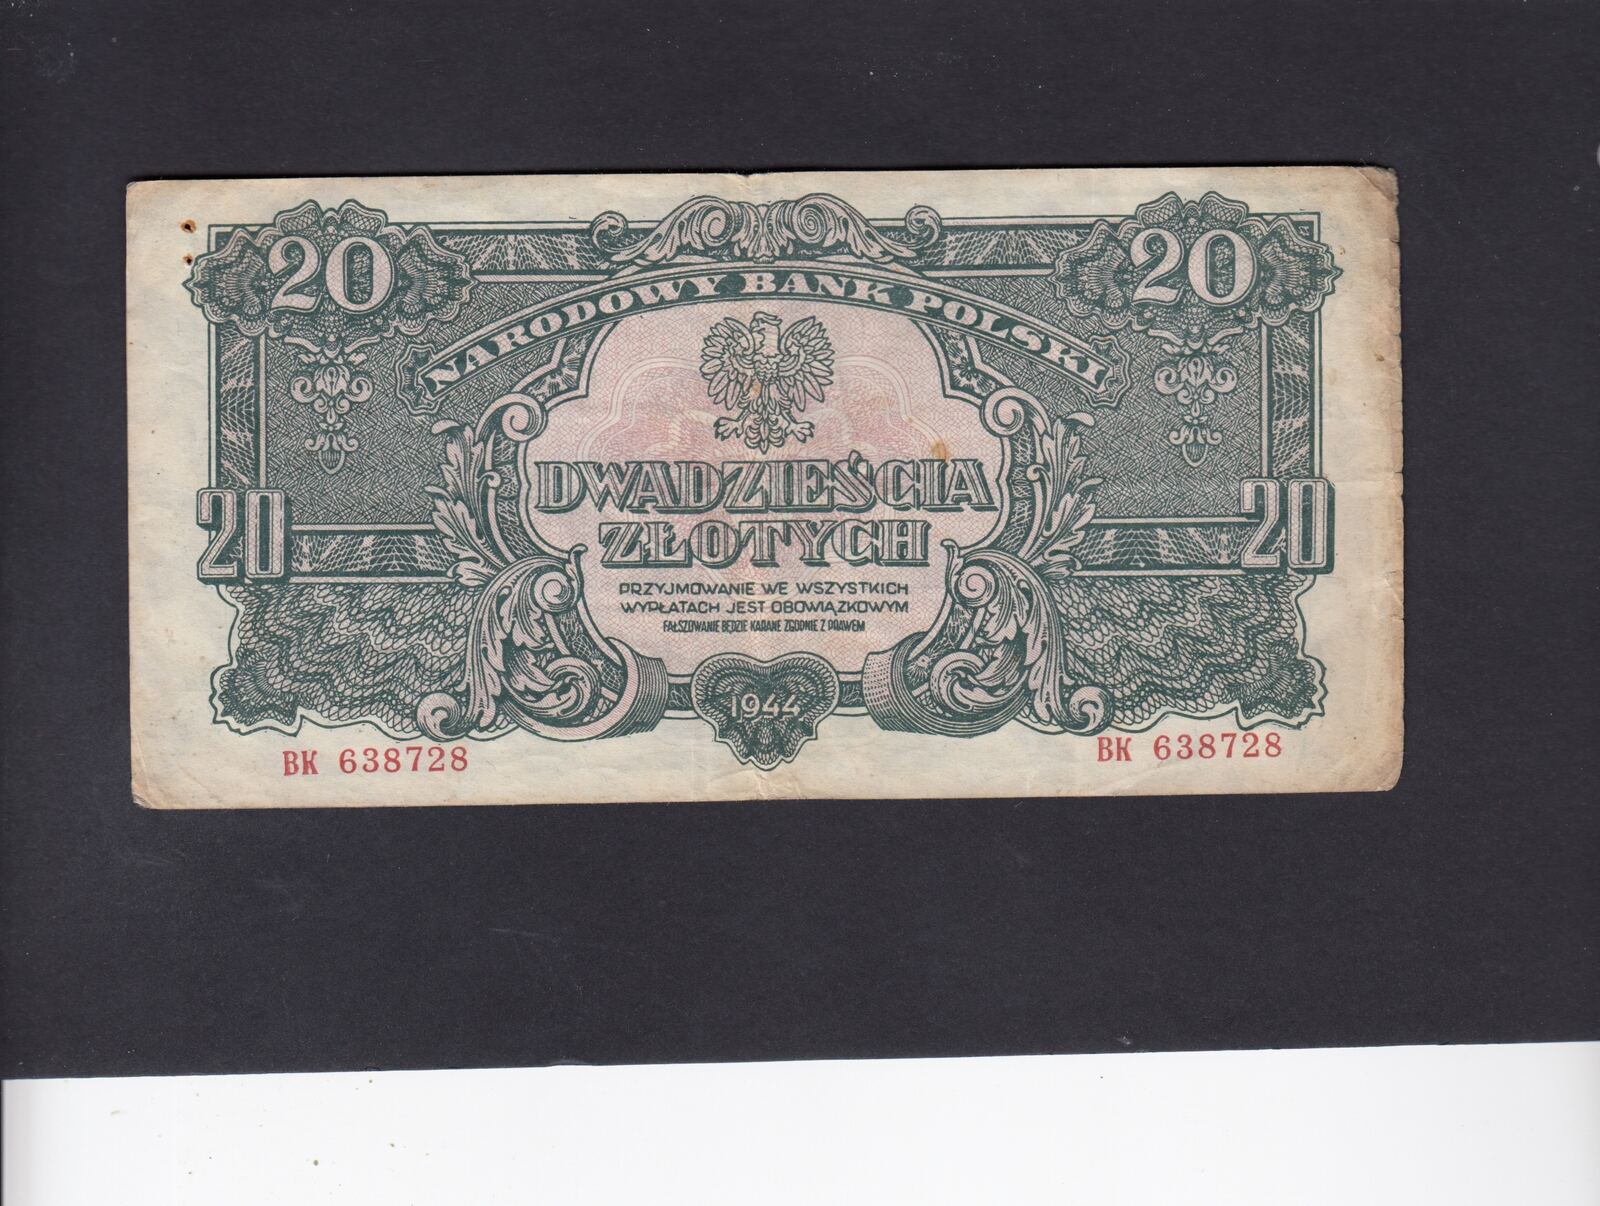 20 20
NARODOWY BANK POLSKI
DWADZIEŚCIA
ZŁOTYCH
20 20
PRZYJMOWANIE WE WSZYSTKICH
WYPŁATACH JEST OBOWIĄZKOWYM
FAŁSZOWANIE BĘDZIE KARANE ZGODNIE Z PRAWEM
1944
BK 638728 BK 638728